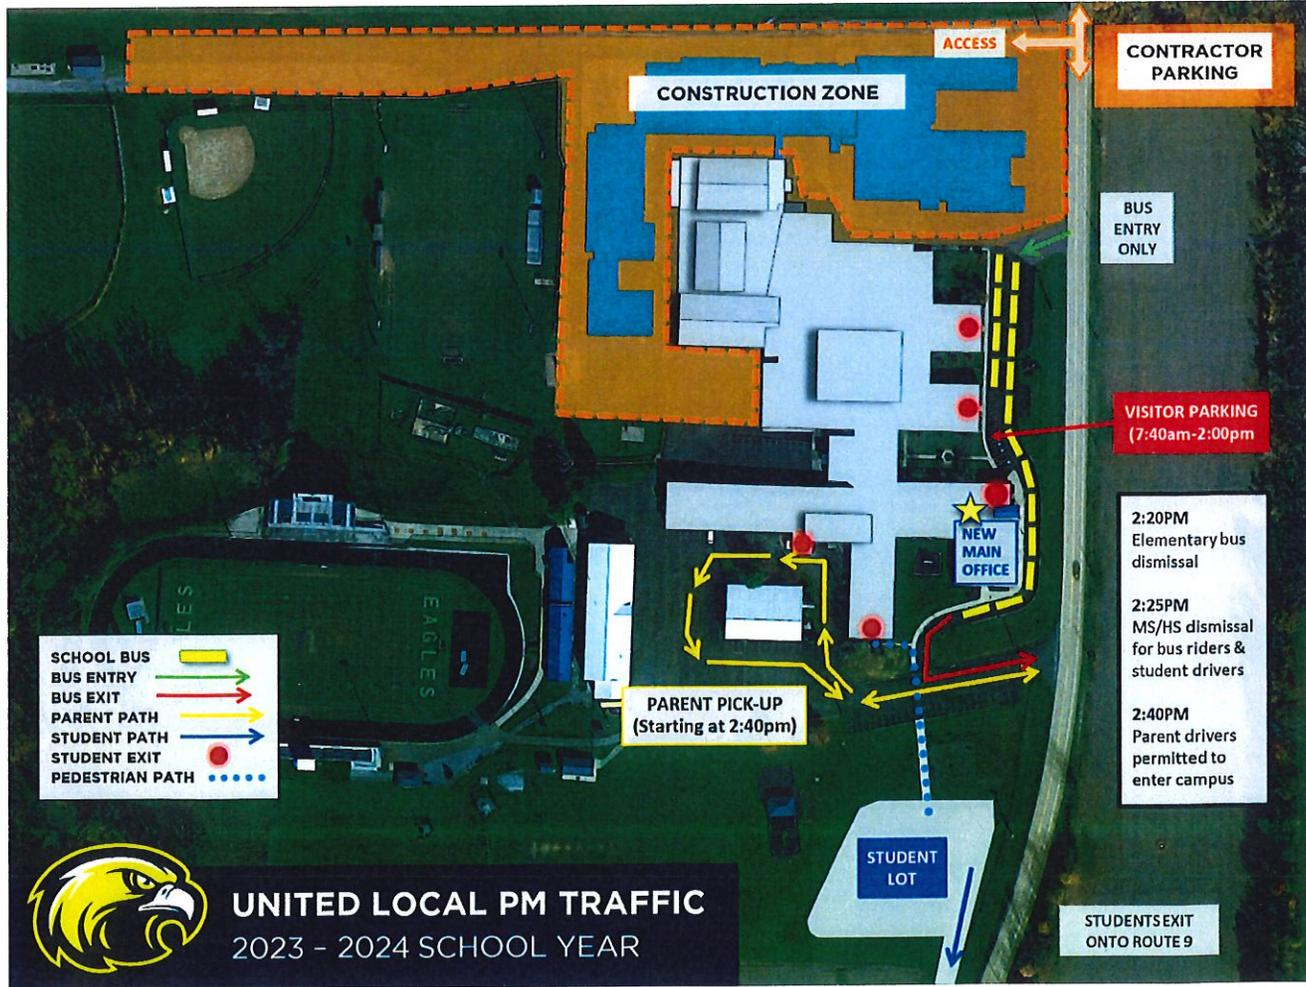 ACCESS
CONTRACTOR
PARKING
CONSTRUCTION ZONE
BUS
ENTRY
ONLY
VISITOR PARKING
(7:40am-2:00pm
2:20PM
Elementary bus
dismissal
2:25PM
MS/HS dismissal
for bus riders &
student drivers
2:40PM
Parent drivers
permitted to
enter campus
NEW
MAIN
OFFICE
EAGLES
LES
SCHOOL BUS
BUS ENTRY
BUS EXIT
PARENT PATH
STUDENT PATH
STUDENT EXIT
PEDESTRIAN PATH
PARENT PICK-UP
(Starting at 2:40pm)
STUDENT
LOT
STUDENTS EXIT
ONTO ROUTE 9
UNITED LOCAL PM TRAFFIC
2023 – 2024 SCHOOL YEAR